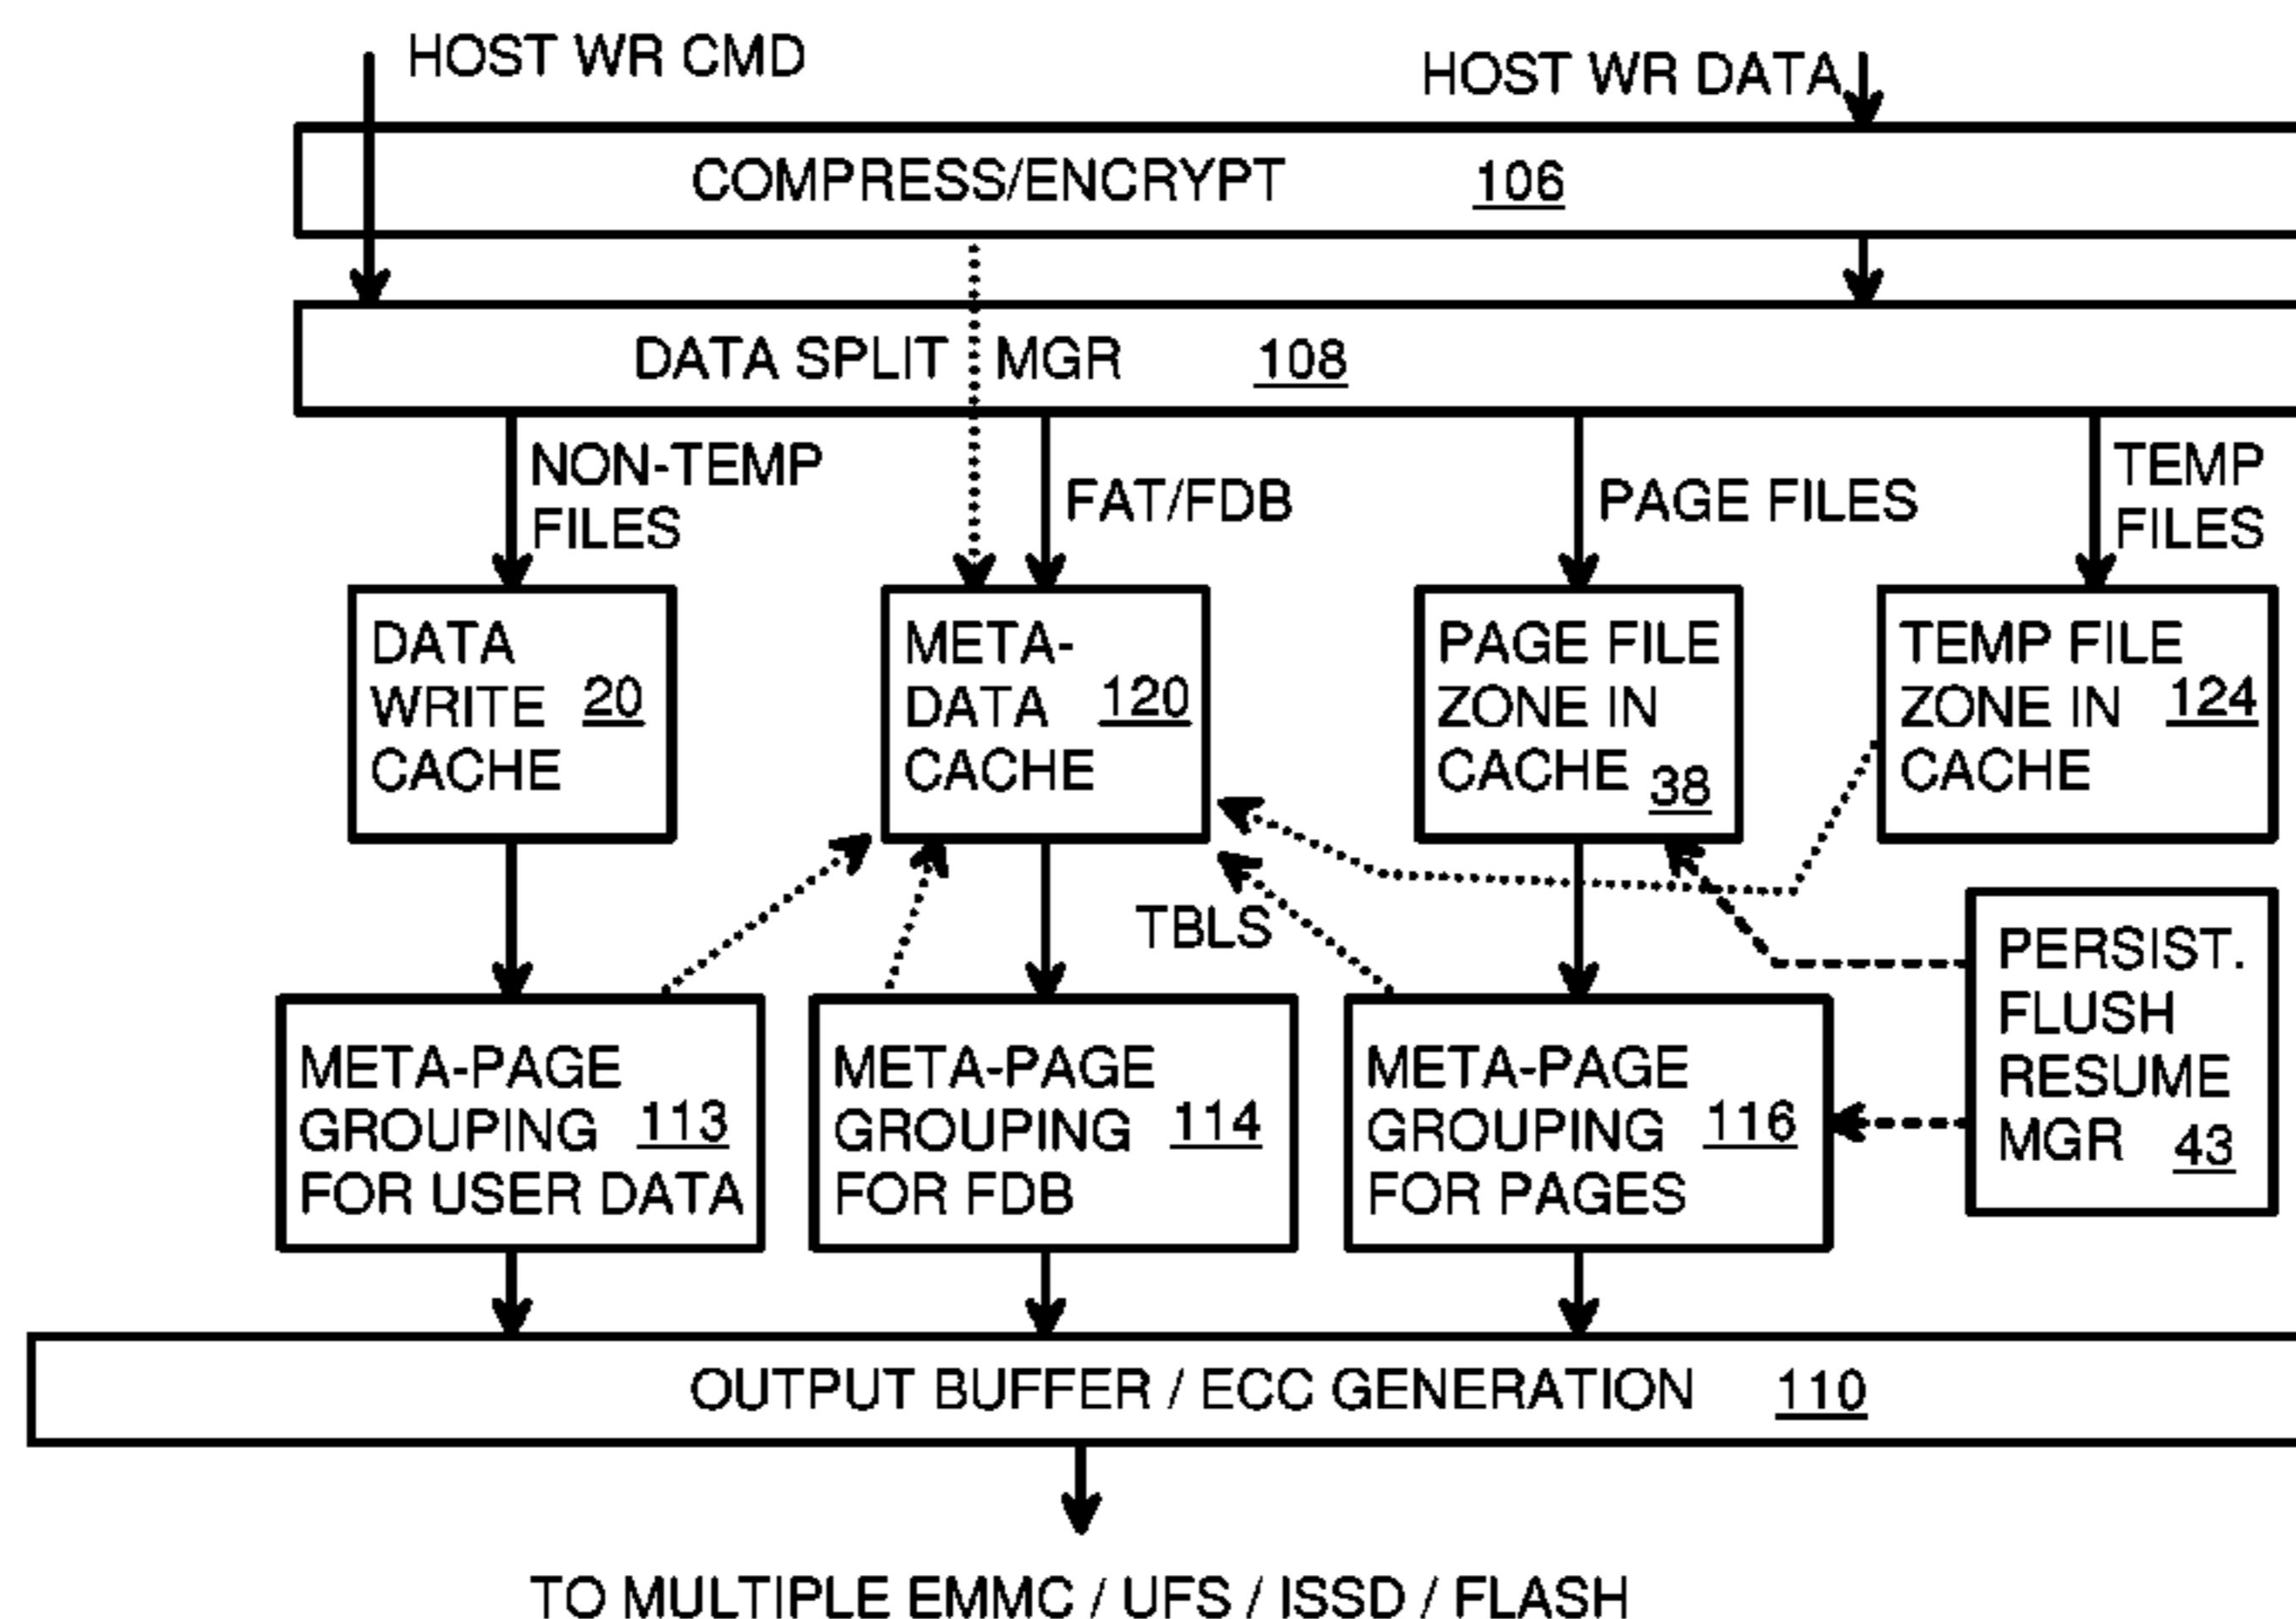 HOST WR CMD
HOST WR DATA
COMPRESS/ENCRYPT 106
DATA SPLIT MGR 108
NON-TEMP
FILES
FAT/FDB
PAGE FILES
TEMP
FILES
DATA
WRITE 20
CACHE
META-
DATA 120
CACHE
PAGE FILE
ZONE IN
CACHE 38
TEMP FILE
ZONE IN 124
CACHE
TBLS
PERSIST.
FLUSH
RESUME
MGR 43
META-PAGE
GROUPING 113
FOR USER DATA
META-PAGE
GROUPING 114
FOR FDB
META-PAGE
GROUPING 116
FOR PAGES
OUTPUT BUFFER / ECC GENERATION 110
TO MULTIPLE EMMC / UFS / ISSD / FLASH